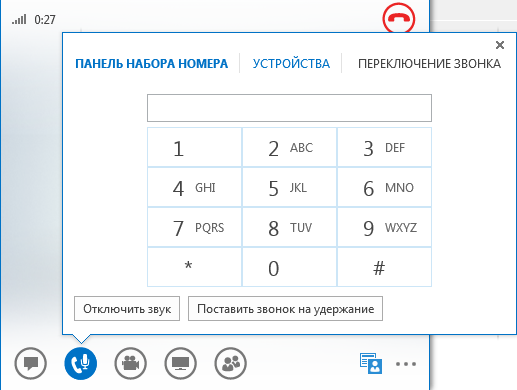 0:27
ПАНЕЛЬ НАБОРА НОМЕРА УСТРОЙСТВА ПЕРЕКЛЮЧЕНИЕ ЗВОНКА
1 2 ABC 3 DEF
4 GHI 5 JKL 6 MNO
7 PQRS 8 TUV 9 WXYZ
* 0 #
Отключить звук Поставить звонок на удержание